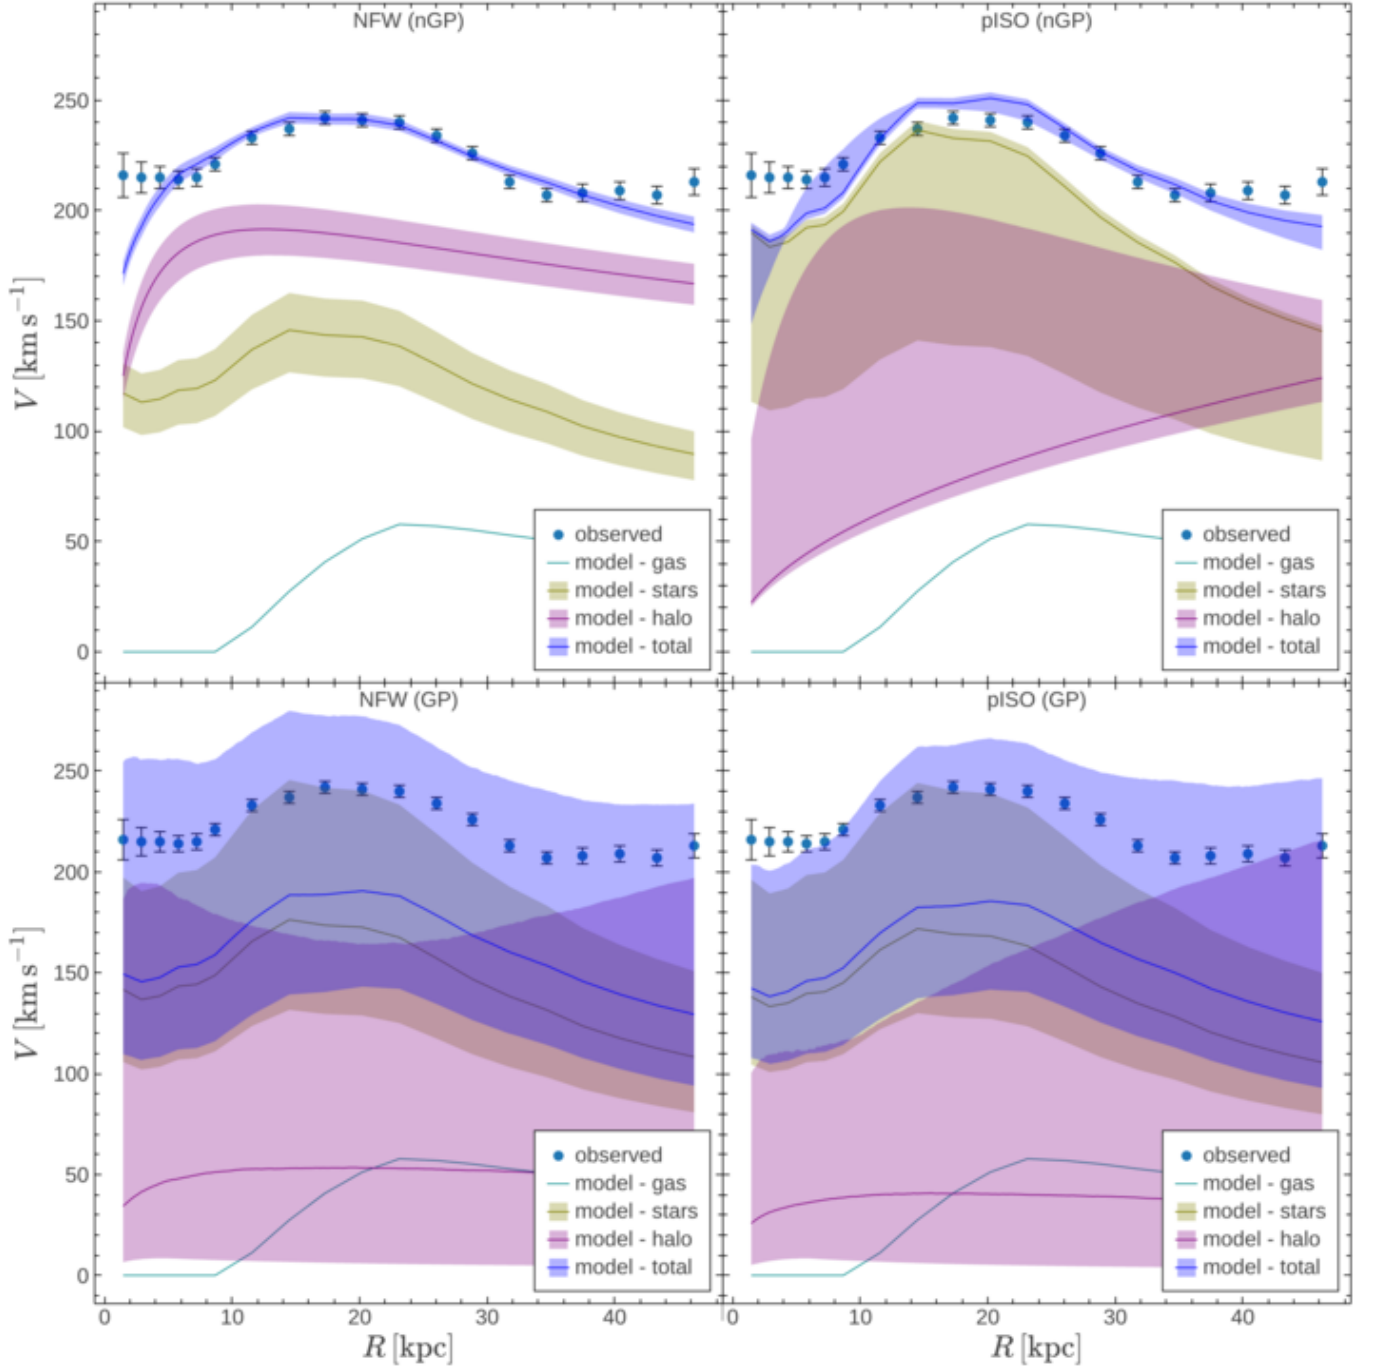 NFW (nGP)
pISO (nGP)
250
200
150
100
50
0
V [km s⁻¹]
observed
model - gas
model - stars
model - halo
model - total
observed
model - gas
model - stars
model - halo
model - total
NFW (GP)
pISO (GP)
250
200
150
100
50
0
V [km s⁻¹]
observed
model - gas
model - stars
model - halo
model - total
observed
model - gas
model - stars
model - halo
model - total
0 10 20 30 40 0 10 20 30 40
R [kpc] R [kpc]